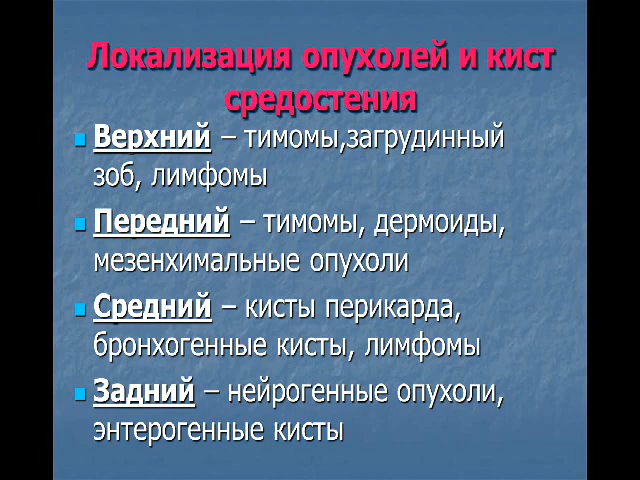 Локализация опухолей и кист
средостения
Верхний – тимомы,загрудинный
зоб, лимфомы
Передний – тимомы, дермоиды,
мезенхимальные опухоли
Средний – кисты перикарда,
бронхогенные кисты, лимфомы
Задний – нейрогенные опухоли,
энтерогенные кисты